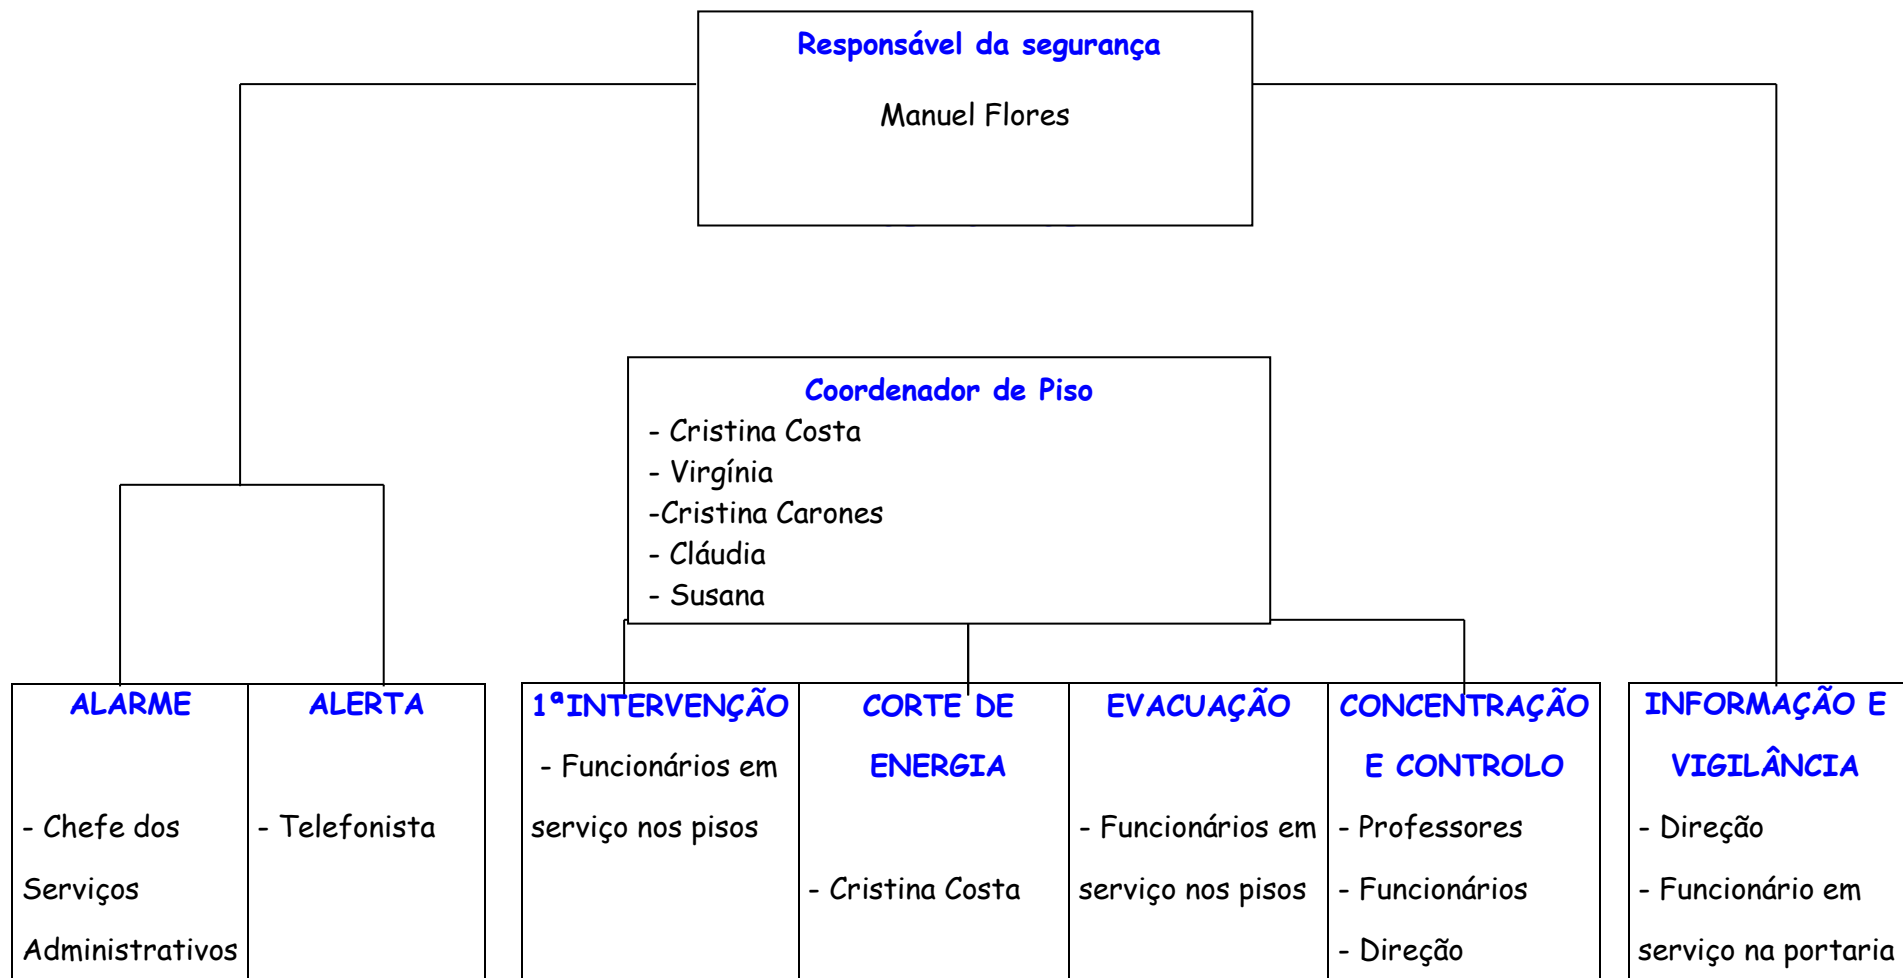 Responsável da segurança
Manuel Flores
Coordenador de Piso
- Cristina Costa
- Virgínia
-Cristina Carones
- Cláudia
- Susana
ALARME
- Chefe dos
Serviços
Administrativos
ALERTA
- Telefonista
1ªINTERVENÇÃO
- Funcionários em
serviço nos pisos
CORTE DE
ENERGIA
- Cristina Costa
EVACUAÇÃO
- Funcionários em
serviço nos pisos
CONCENTRAÇÃO
E CONTROLO
- Professores
- Funcionários
- Direção
INFORMAÇÃO E
VIGILÂNCIA
- Direção
- Funcionário em
serviço na portaria